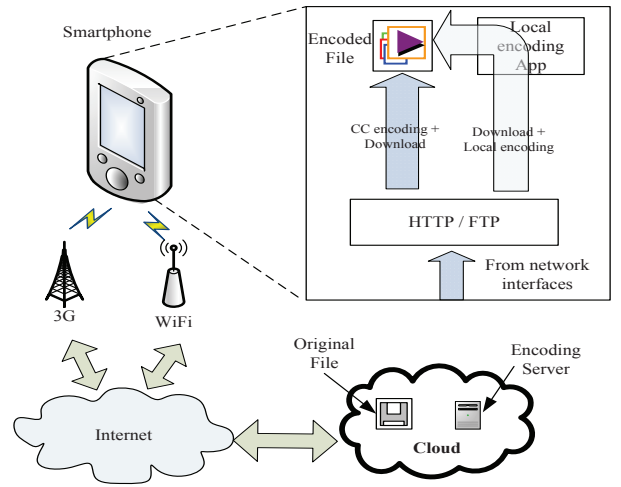 Smartphone
Encoded
File
Local
encoding
App
CC encoding +
Download
Download +
Local encoding
HTTP / FTP
From network
interfaces
3G
WiFi
Original
File
Encoding
Server
Internet
Cloud